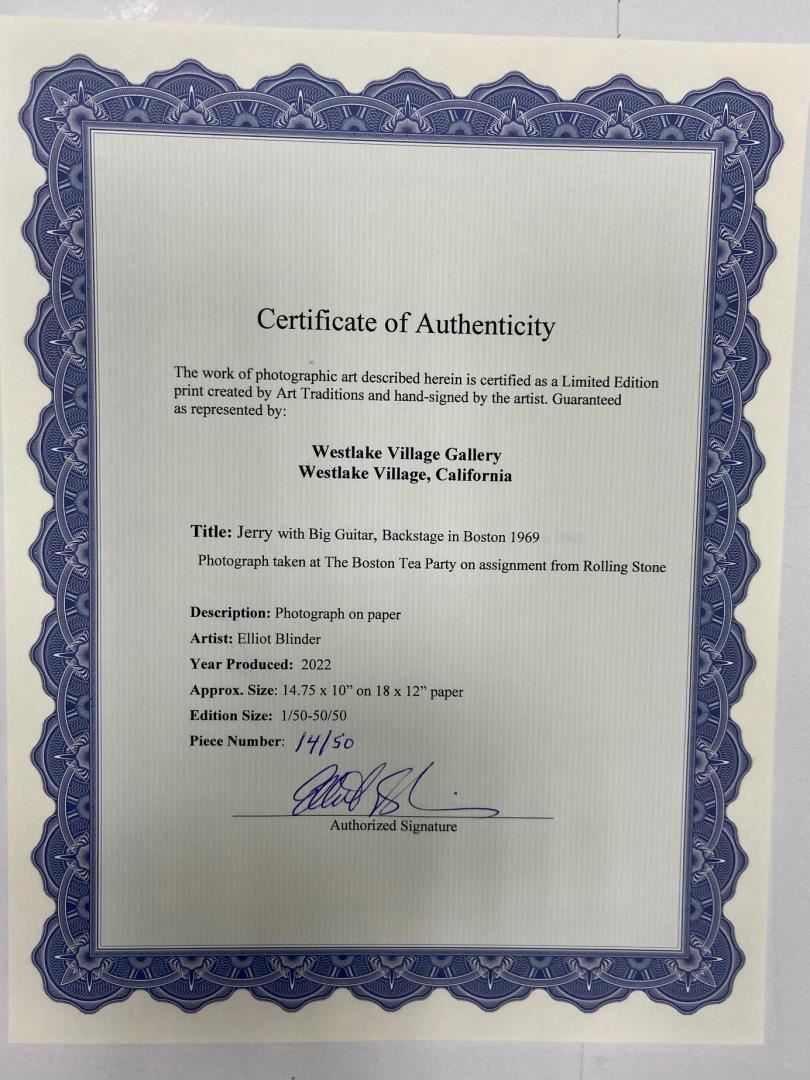 Certificate of Authenticity
The work of photographic art described herein is certified as a Limited Edition
print created by Art Traditions and hand-signed by the artist. Guaranteed
as represented by:
Westlake Village Gallery
Westlake Village, California
Title: Jerry with Big Guitar, Backstage in Boston 1969
Photograph taken at The Boston Tea Party on assignment from Rolling Stone
Description: Photograph on paper
Artist: Elliot Blinder
Year Produced: 2022
Approx. Size: 14.75 x 10” on 18 x 12” paper
Edition Size: 1/50-50/50
Piece Number: 14/50
Authorized Signature